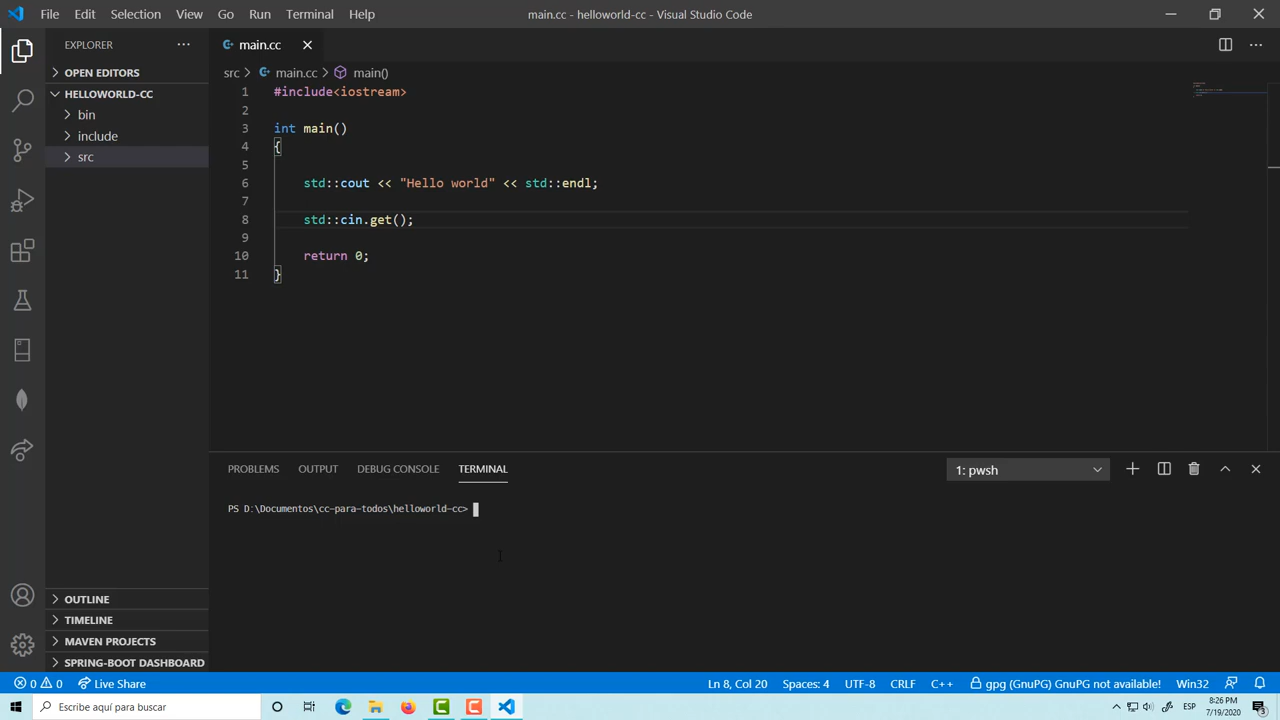 File Edit Selection View Go Run Terminal Help main.cc - helloworld-cc - Visual Studio Code
EXPLORER
main.cc
OPEN EDITORS
src main.cc main()
HELLOWORLD-CC
bin
include
src
1 #include<iostream>
2
3 int main()
4 {
5
6 std::cout << "Hello world" << std::endl;
7
8 std::cin.get();
9
10 return 0;
11 }
PROBLEMS OUTPUT DEBUG CONSOLE TERMINAL 1: pwsh
PS D:\Documentos\cc-para-todos\helloworld-cc>
OUTLINE
TIMELINE
MAVEN PROJECTS
SPRING-BOOT DASHBOARD
0 0 Live Share Ln 8, Col 20 Spaces: 4 UTF-8 CRLF C++ gpg (GnuPG) GnuPG not available! Win32
Escribe aquí para buscar ESP 8:26 PM
7/19/2020 3